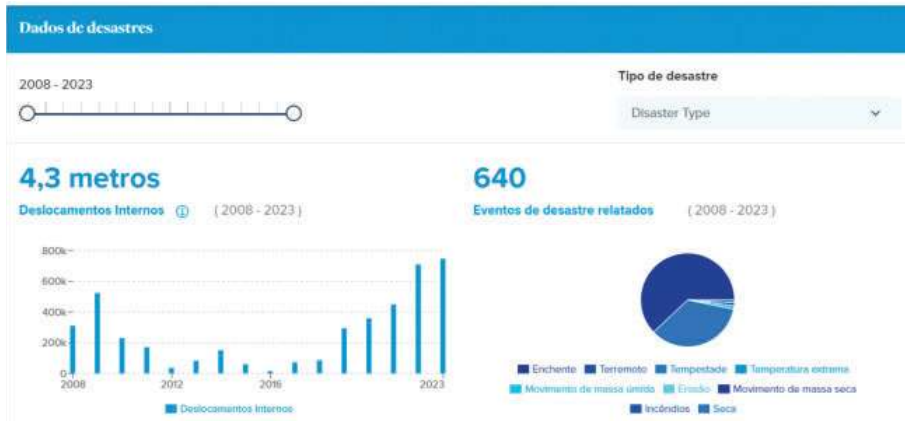 Dados de desastres
2008 - 2023
Tipo de desastre
Disaster Type
4,3 metros
640
Deslocamentos Internos ⓘ (2008 - 2023)
Eventos de desastre relatados (2008 - 2023)
800k
600k
400k
200k
0
2008 2012 2016 2023
Deslocamentos Internos
Enchente Terremoto Tempestade Temperatura extrema
Movimento de massa úmida Erosão Movimento de massa seca
Incêndios Seca